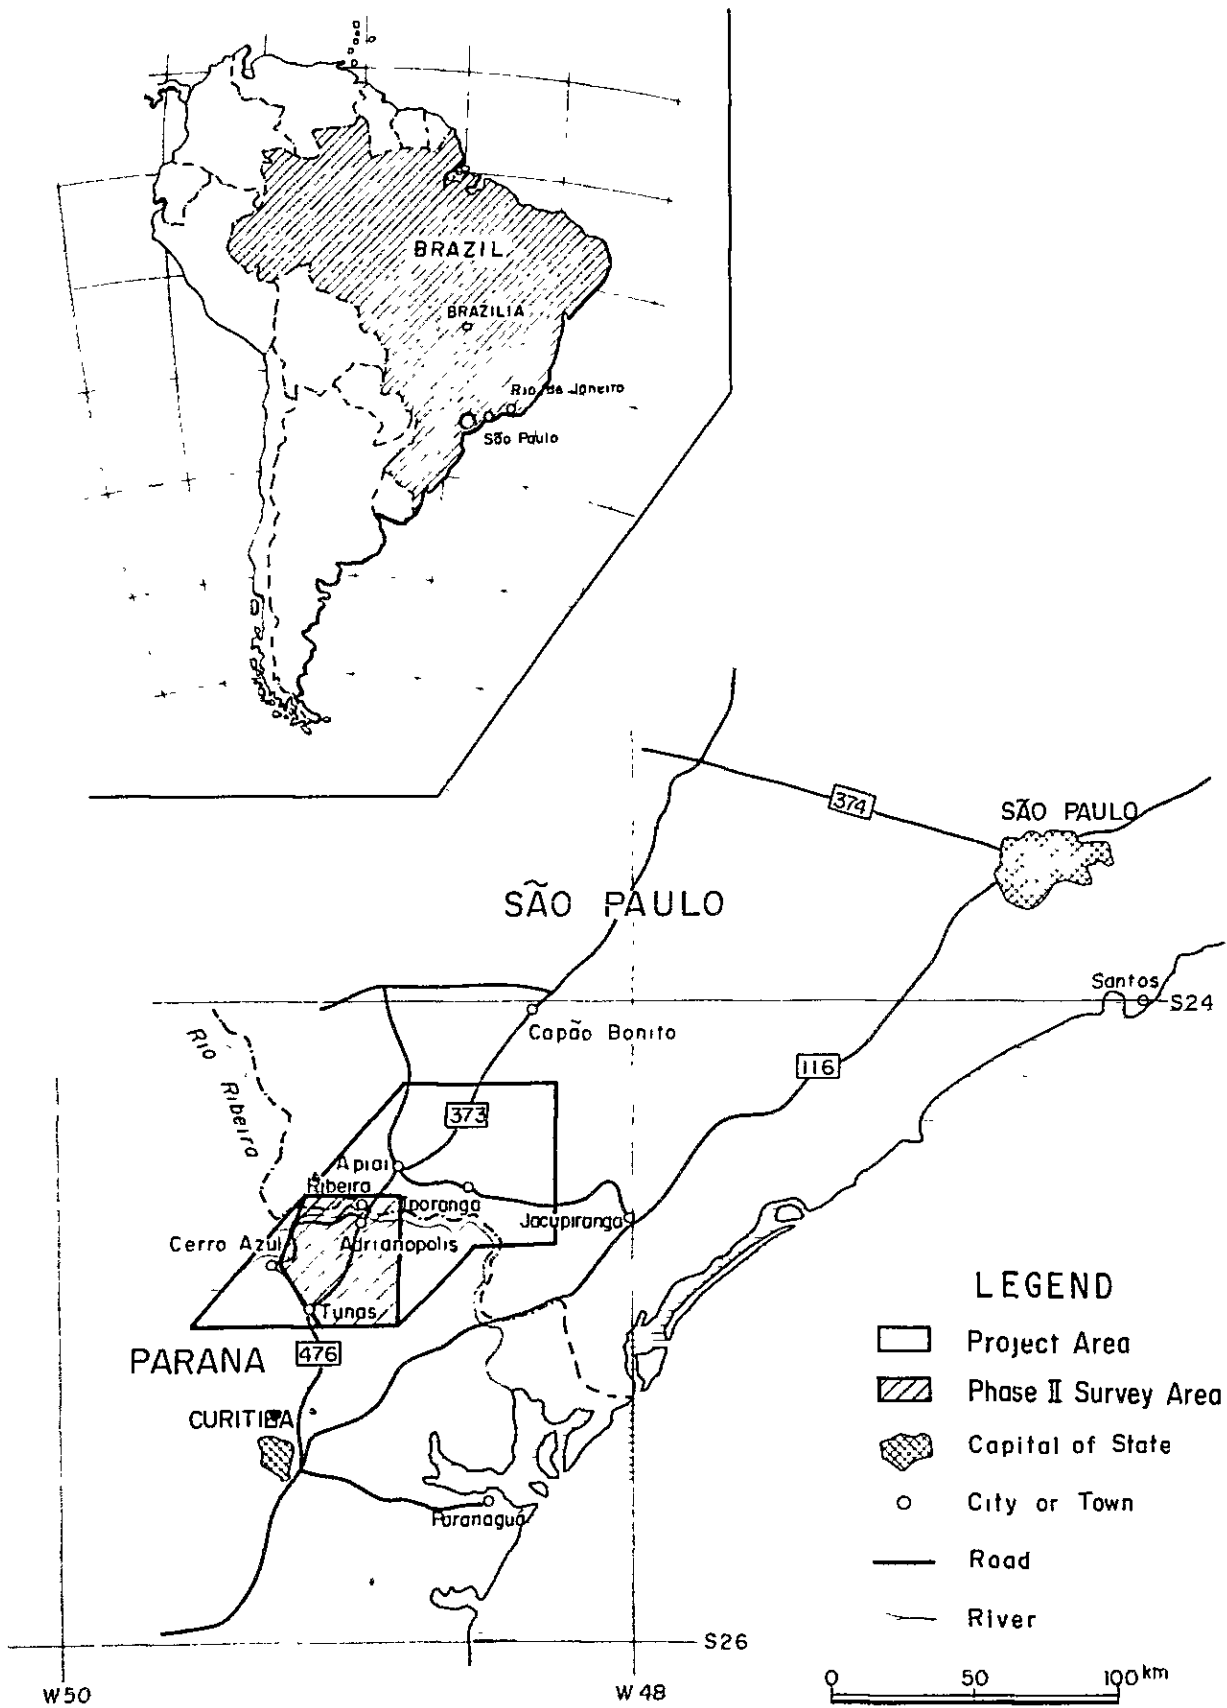 BRAZIL
BRAZILIA
Rio de Janeiro
São Paulo
374
SÃO PAULO
SÃO PAULO
Santos
S24
Capão Bonito
RIO
Ribeira
116
373
Apiai
Ribeira
Iporanga
Jacupiranga
Cerro Azul
Adrianopolis
Tunas
476
PARANA
CURITIBA
Paranaguá
LEGEND
Project Area
Phase II Survey Area
Capital of State
City or Town
Road
River
S26
W50
W48
0 50 100 km